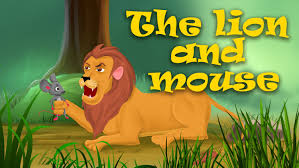 The lion
and
mouse